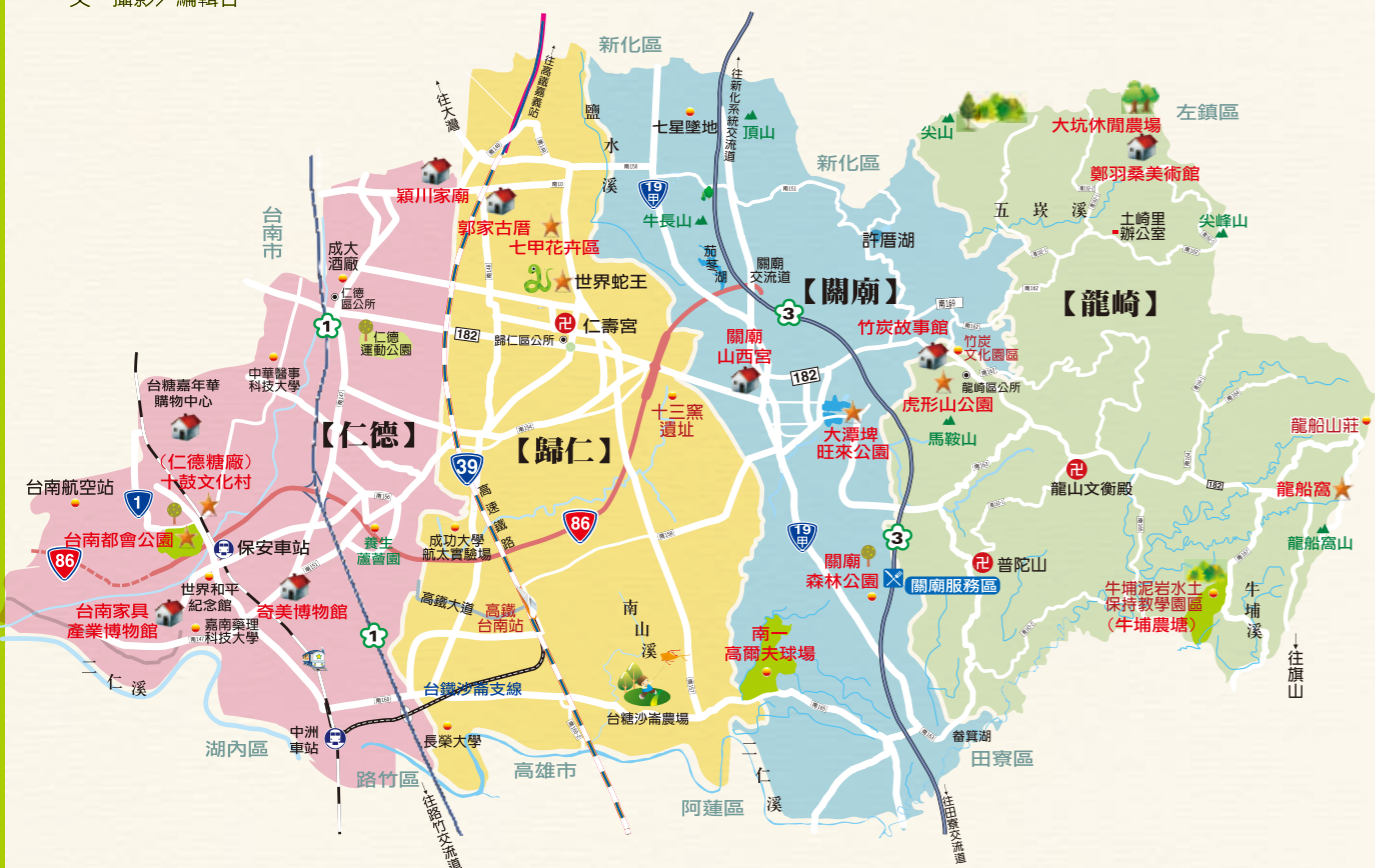 新化區
往高鐵嘉義站
往大灣
鹽水溪
七星墜地
頂山
往新化系統交流道
尖山
大坑休閒農場
左鎮區
新化區
穎川家廟
19甲
鄭羽桑美術館
郭家古厝
牛長山
五崁溪
土崎里
辦公室
尖峰山
台南市
七甲花卉區
許厝湖
成大
酒廠
世界蛇王
茄苳湖
關廟
交流道
【關廟】
【龍崎】
仁德
區公所
1
仁德
運動公園
182
仁壽宮
歸仁區公所
3
竹炭故事館
關廟
山西宮
竹炭
文化園區
中華醫事
科技大學
182
龍崎區公所
台糖嘉年華
購物中心
十三窯
遺址
虎形山公園
【仁德】
【歸仁】
大潭埤
旺來公園
馬鞍山
龍船山莊
(仁德糖廠)
十鼓文化村
39
高速鐵路
龍山文衡殿
182
龍船窩
台南航空站
1
86
19甲
龍船窩山
台南都會公園
保安車站
養生
蘆薈園
成功大學
航太實驗場
3
86
關廟
森林公園
關廟服務區
普陀山
世界和平
紀念館
奇美博物館
高鐵大道
高鐵
台南站
南山溪
牛埔泥岩水土
保持教學園區
(牛埔農塘)
牛埔溪
台南家具
產業博物館
嘉南藥理
科技大學
1
南一
高爾夫球場
往旗山
二仁溪
台鐵沙崙支線
台糖沙崙農場
中洲
車站
長榮大學
湖內區
路竹區
高雄市
阿蓮區
二仁溪
田寮區
往路竹交流道
往田寮交流道